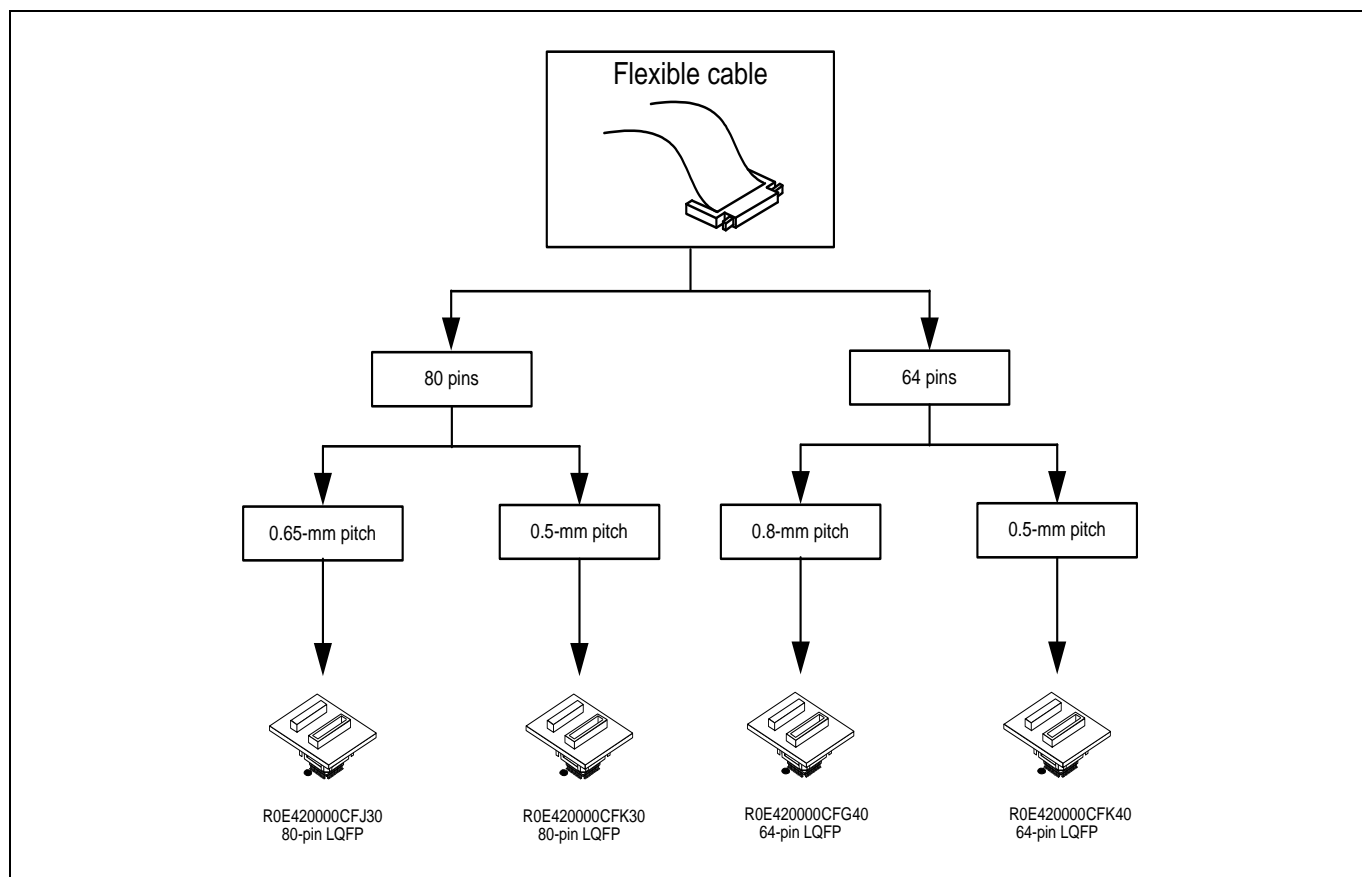 Flexible cable
80 pins
64 pins
0.65-mm pitch
0.5-mm pitch
0.8-mm pitch
0.5-mm pitch
R0E420000CFJ30
80-pin LQFP
R0E420000CFK30
80-pin LQFP
R0E420000CFG40
64-pin LQFP
R0E420000CFK40
64-pin LQFP